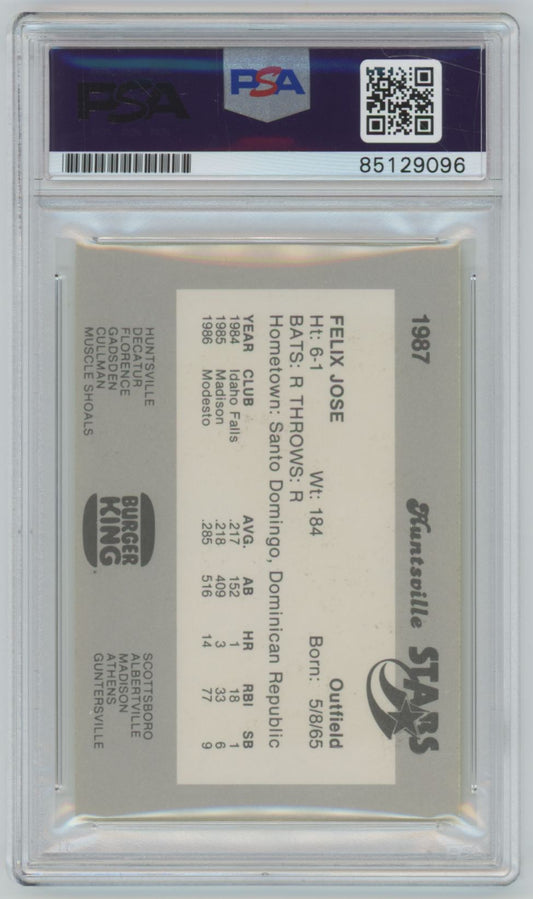 PSA
PSA
85129096
1987
Huntsville STARS
FELIX JOSE Outfield
Ht: 6-1 Wt: 184 Born: 5/8/65
BATS: R THROWS: R
Hometown: Santo Domingo, Dominican Republic
YEAR CLUB AVG. AB HR RBI SB
1984 Idaho Falls .217 152 1 18 1
1985 Madison .218 409 3 33 6
1986 Modesto .285 516 14 77 9
HUNTSVILLE
DECATUR
FLORENCE
GADSDEN
CULLMAN
MUSCLE SHOALS
BURGER
KING
SCOTTSBORO
ALBERTVILLE
MADISON
ATHENS
GUNTERSVILLE